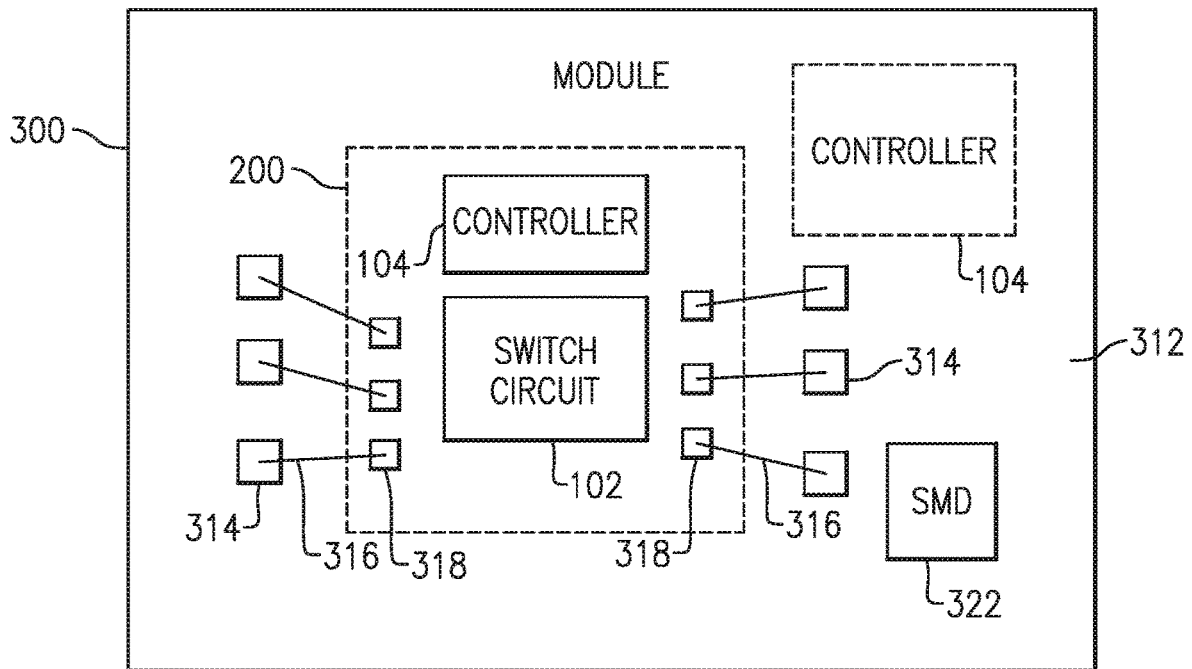 MODULE
300
CONTROLLER
200
CONTROLLER
104
104
312
SWITCH
CIRCUIT
314
102
SMD
314
316
318
318
316
322